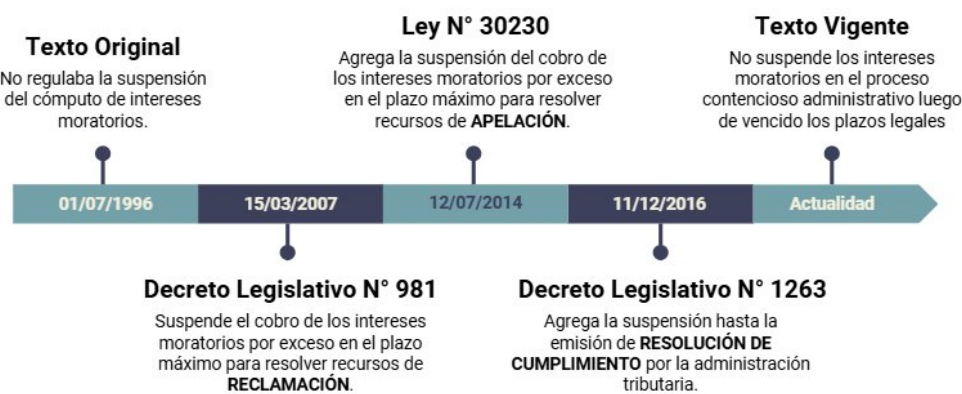 Texto Original
No regulaba la suspensión
del cómputo de intereses
moratorios.
Ley N° 30230
Agrega la suspensión del cobro de
los intereses moratorios por exceso
en el plazo máximo para resolver
recursos de APELACIÓN.
Texto Vigente
No suspende los intereses
moratorios en el proceso
contencioso administrativo luego
de vencido los plazos legales
01/07/1996
15/03/2007
12/07/2014
11/12/2016
Actualidad
Decreto Legislativo N° 981
Suspende el cobro de los intereses
moratorios por exceso en el plazo
máximo para resolver recursos de
RECLAMACIÓN.
Decreto Legislativo N° 1263
Agrega la suspensión hasta la
emisión de RESOLUCIÓN DE
CUMPLIMIENTO por la administración
tributaria.